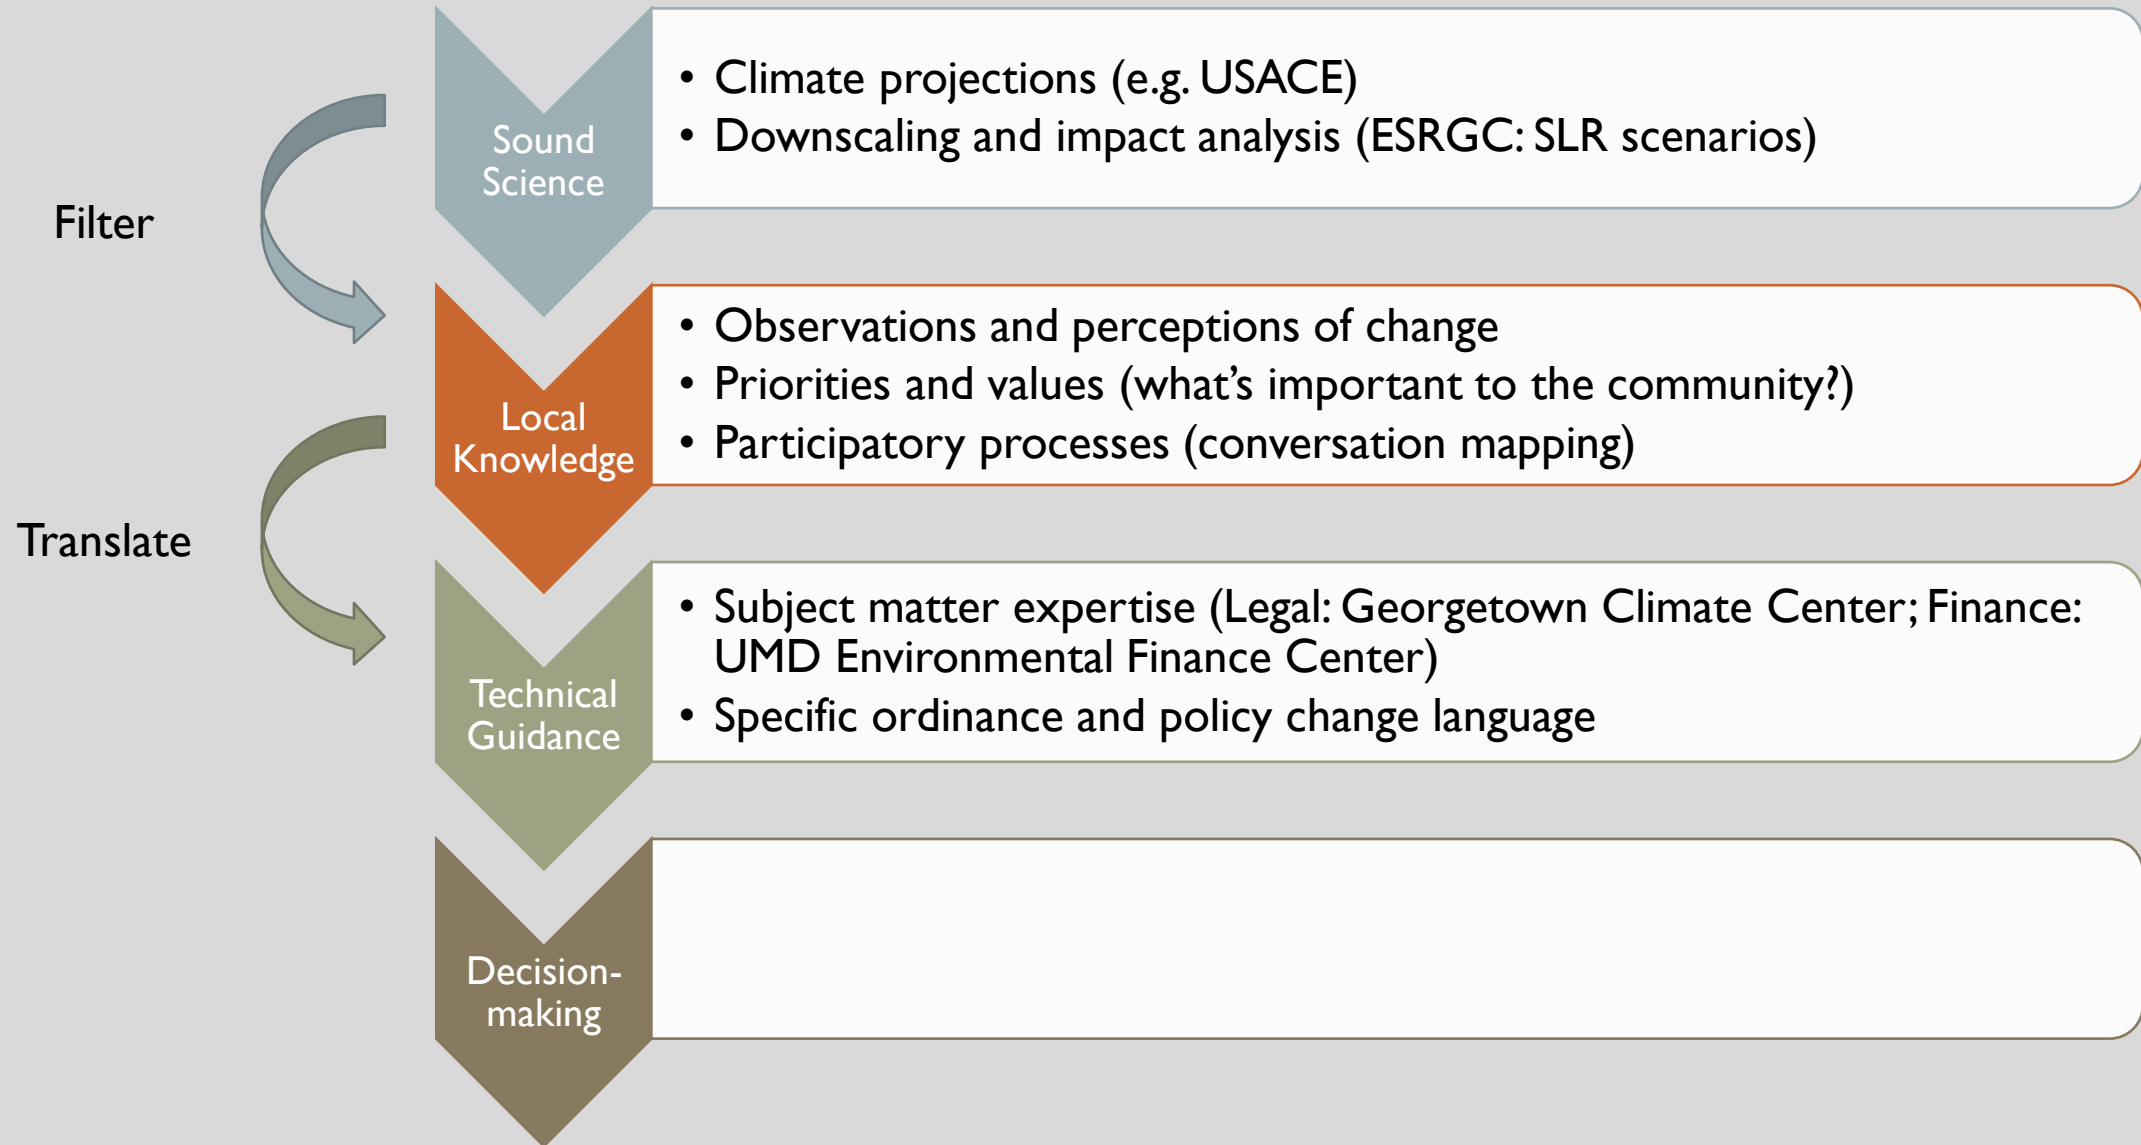 Sound
Science
• Climate projections (e.g. USACE)
• Downscaling and impact analysis (ESRGC: SLR scenarios)
Filter
Local
Knowledge
• Observations and perceptions of change
• Priorities and values (what’s important to the community?)
• Participatory processes (conversation mapping)
Translate
Technical
Guidance
• Subject matter expertise (Legal: Georgetown Climate Center; Finance:
UMD Environmental Finance Center)
• Specific ordinance and policy change language
Decision-
making